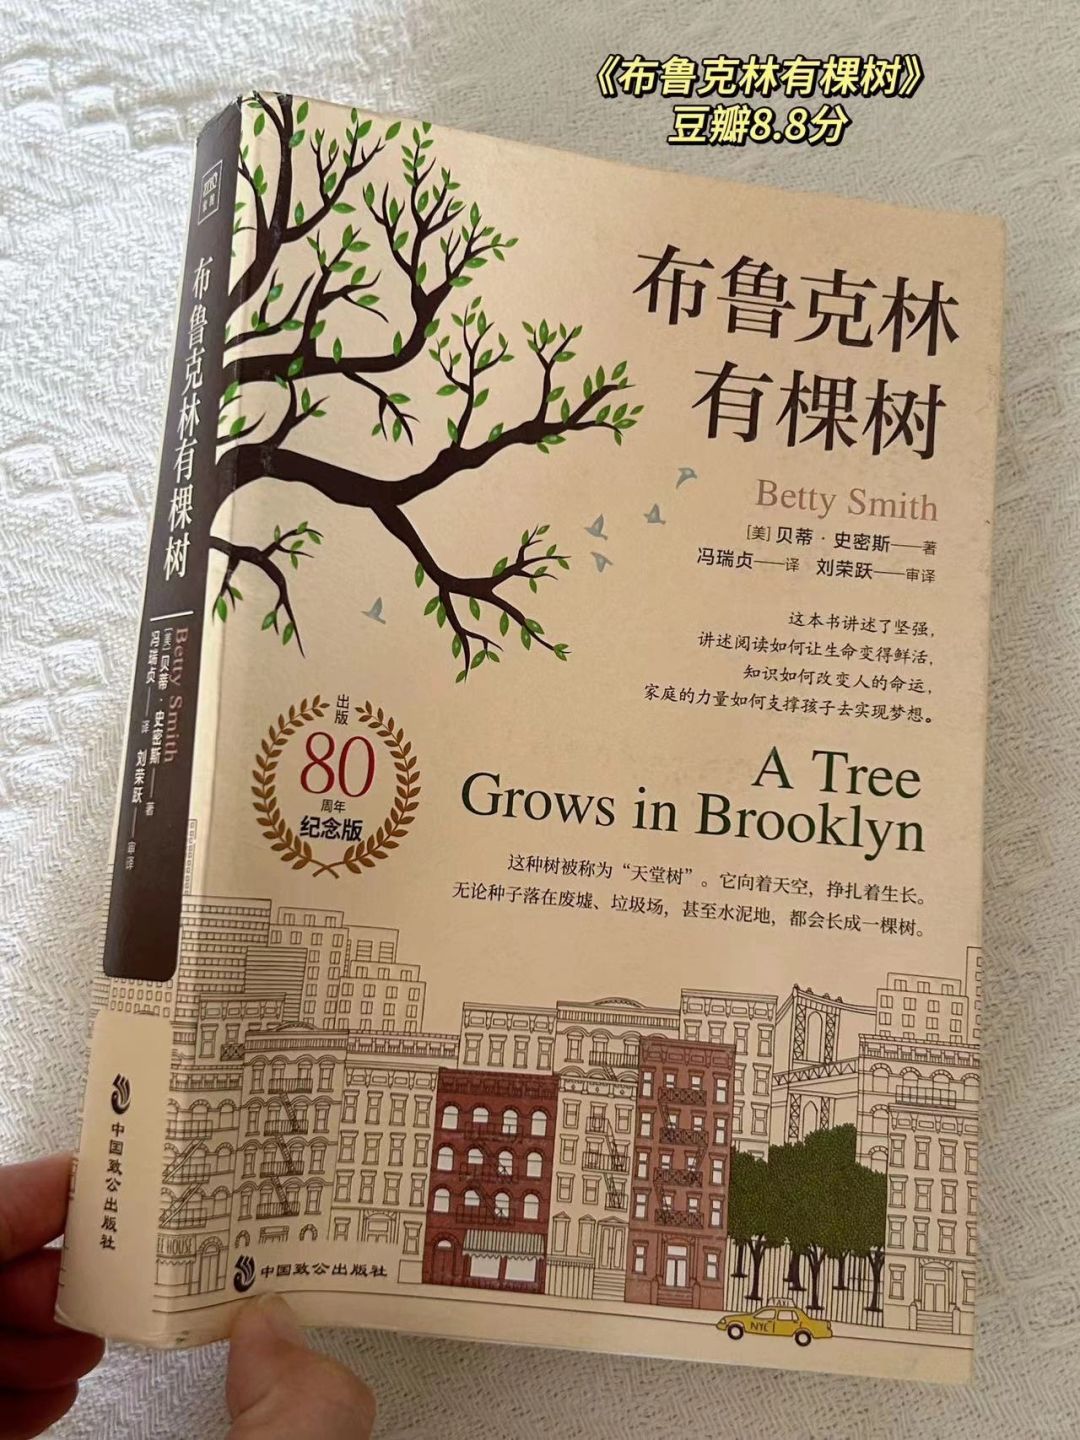 《布鲁克林有棵树》
豆瓣8.8分
布鲁克林
有棵树
Betty Smith
[美] 贝蒂·史密斯——著
冯瑞贞——译 刘荣跃——审译
这本书讲述了坚强，
讲述阅读如何让生命变得鲜活，
知识如何改变人的命运，
家庭的力量如何支撑孩子去实现梦想。
出版
80
周年
纪念版
A Tree
Grows in Brooklyn
这种树被称为“天堂树”。它向着天空，挣扎着生长。
无论种子落在废墟、垃圾场，甚至水泥地，都会长成一棵树。
中国致公出版社
TAXI
NYC
布鲁克林有棵树
Betty Smith
[美] 贝蒂·史密斯——著
冯瑞贞——译 刘荣跃——审译
中国致公出版社
EE HOUSE